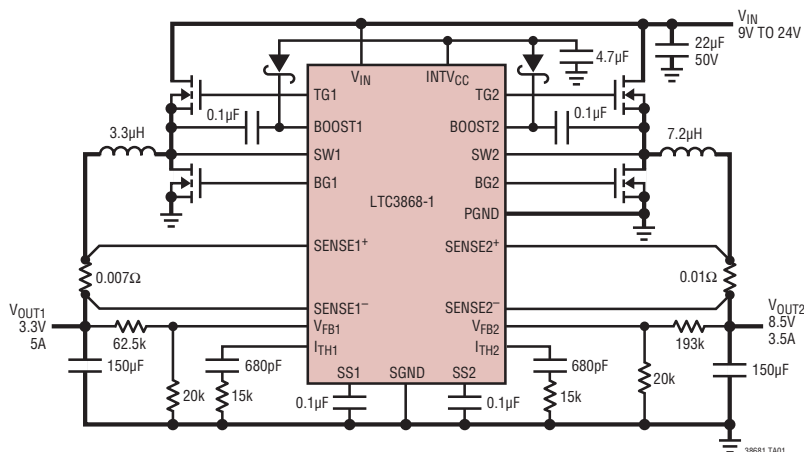 VIN
9V TO 24V
22µF
50V
4.7µF
VIN
INTVCC
TG1
TG2
0.1µF
0.1µF
BOOST1
BOOST2
3.3µH
7.2µH
SW1
SW2
BG1
BG2
LTC3868-1
PGND
SENSE1+
SENSE2+
0.007Ω
0.01Ω
SENSE1−
SENSE2−
VOUT1
3.3V
5A
VOUT2
8.5V
3.5A
62.5k
VFB1
VFB2
193k
150µF
ITH1
ITH2
150µF
680pF
680pF
20k
15k
SS1
SGND
SS2
0.1µF
0.1µF
15k
20k
38681 TA01